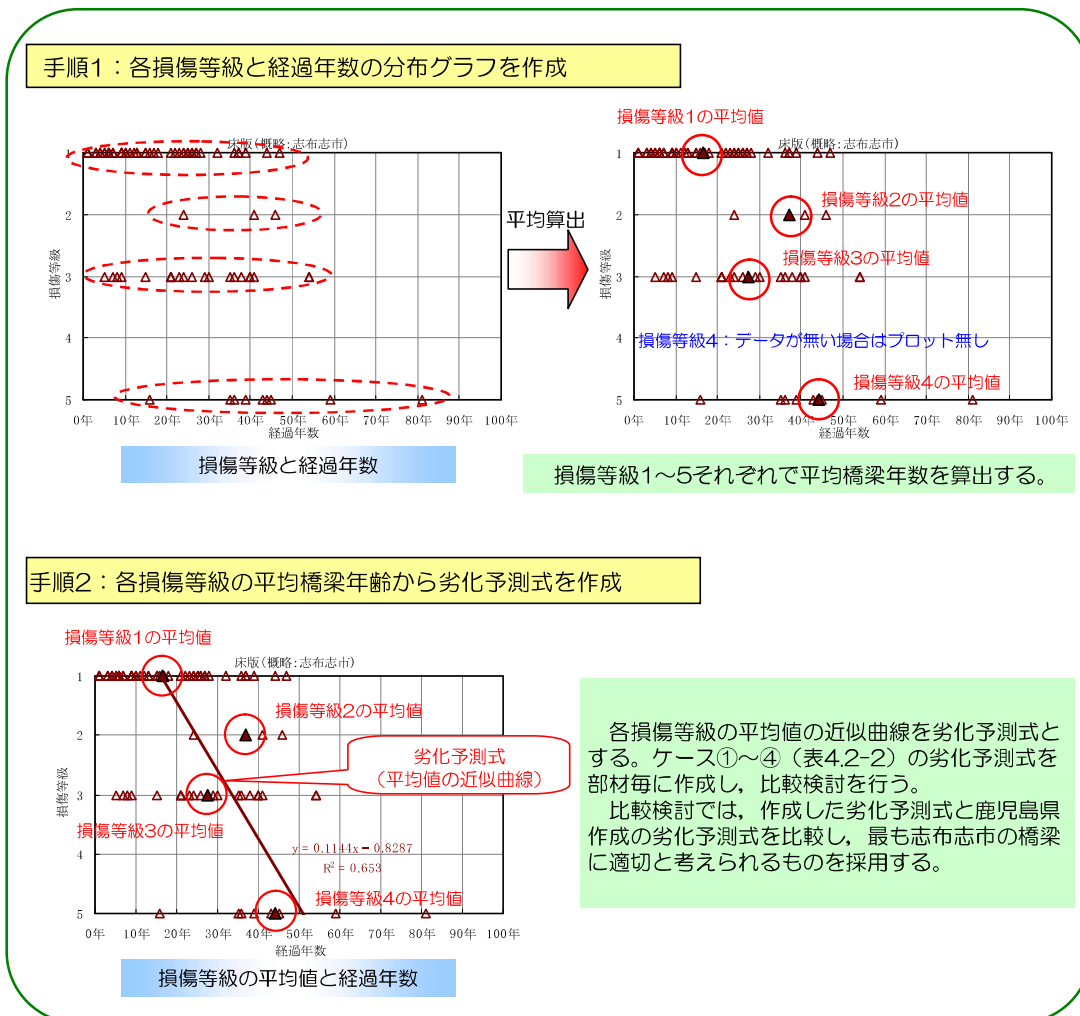 手順1：各損傷等級と経過年数の分布グラフを作成
床版(概略:志布志市)
1
2
3
4
5
損傷等級
0年 10年 20年 30年 40年 50年 60年 70年 80年 90年 100年
経過年数
損傷等級と経過年数
平均算出
損傷等級1の平均値
床版(概略:志布志市)
1
2
3
4
5
損傷等級
損傷等級2の平均値
損傷等級3の平均値
損傷等級4：データが無い場合はプロット無し
損傷等級4の平均値
0年 10年 20年 30年 40年 50年 60年 70年 80年 90年 100年
経過年数
損傷等級1～5それぞれで平均橋梁年数を算出する。
手順2：各損傷等級の平均橋梁年齢から劣化予測式を作成
損傷等級1の平均値
床版(概略:志布志市)
1
2
3
4
5
損傷等級
損傷等級2の平均値
劣化予測式
（平均値の近似曲線）
損傷等級3の平均値
y = 0.1144x - 0.8287
R² = 0.653
損傷等級4の平均値
0年 10年 20年 30年 40年 50年 60年 70年 80年 90年 100年
経過年数
損傷等級の平均値と経過年数
各損傷等級の平均値の近似曲線を劣化予測式と
する。ケース①～④（表4.2-2）の劣化予測式を
部材毎に作成し，比較検討を行う。
比較検討では，作成した劣化予測式と鹿児島県
作成の劣化予測式を比較し，最も志布志市の橋梁
に適切と考えられるものを採用する。